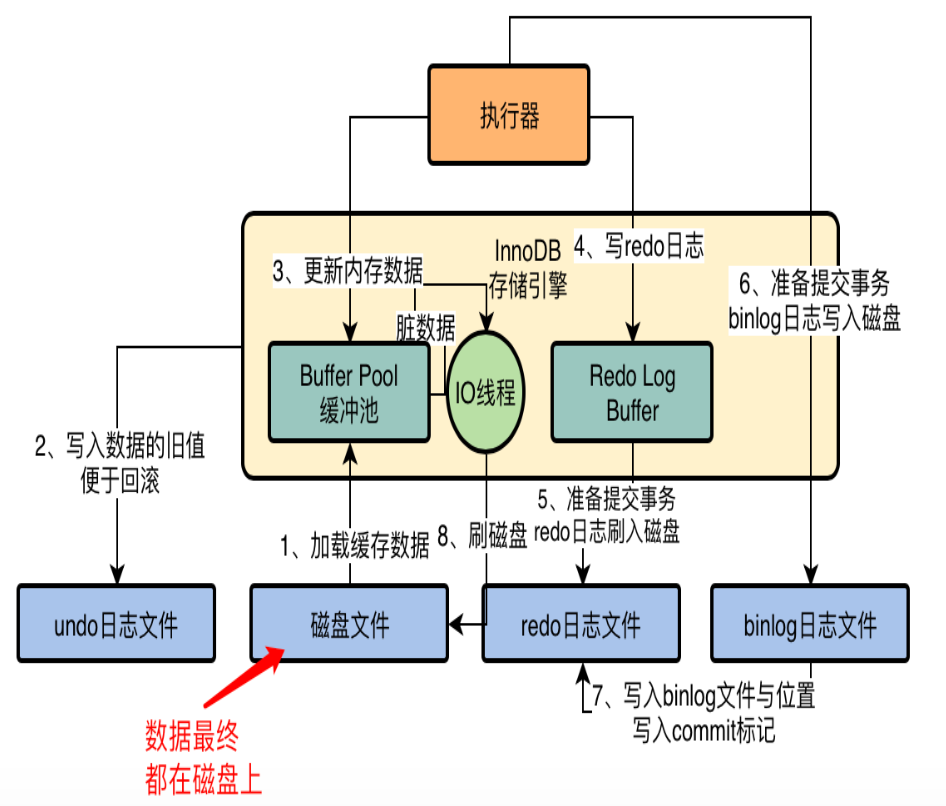 执行器
InnoDB
存储引擎
4、写redo日志
3、更新内存数据
6、准备提交事务
binlog日志写入磁盘
脏数据
Buffer Pool
缓冲池
IO线程
Redo Log
Buffer
2、写入数据的旧值
便于回滚
5、准备提交事务
redo日志刷入磁盘
1、加载缓存数据
8、刷磁盘
undo日志文件
磁盘文件
redo日志文件
binlog日志文件
7、写入binlog文件与位置
写入commit标记
数据最终
都在磁盘上